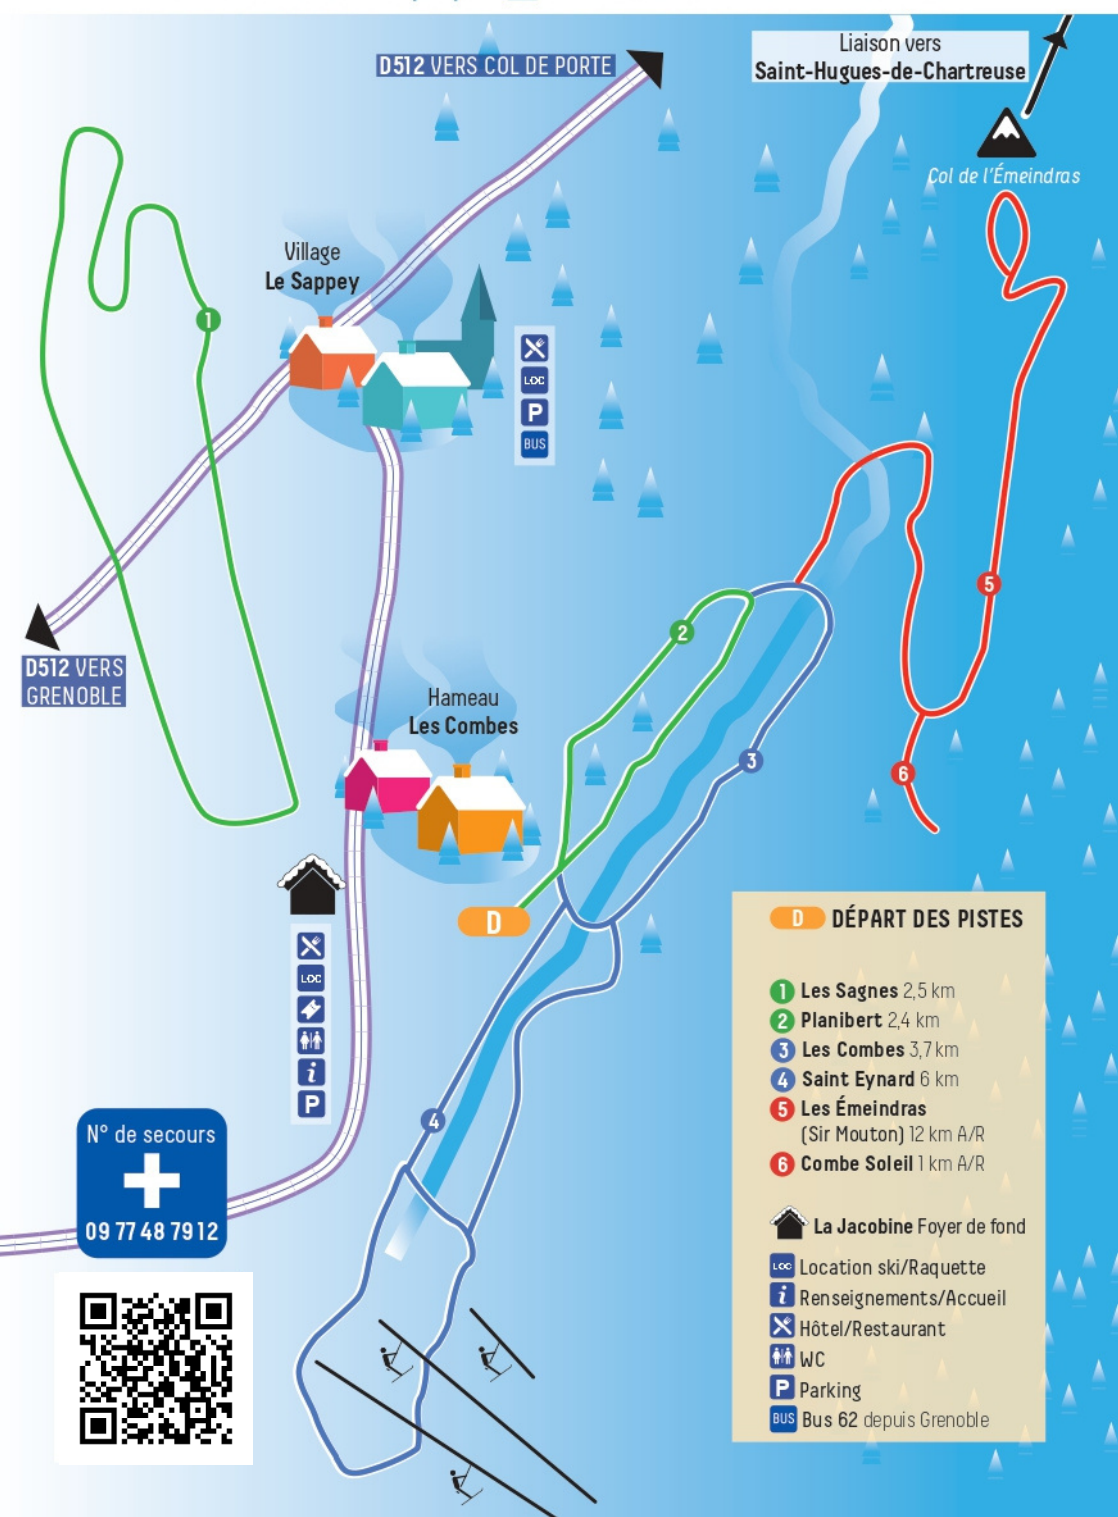 D512 VERS COL DE PORTE
Liaison vers
Saint-Hugues-de-Chartreuse
Col de l'Émeindras
Village
Le Sappey
1
LOC
P
BUS
5
2
D512 VERS
GRENOBLE
Hameau
Les Combes
3
6
D
LOC
i
P
4
N° de secours
09 77 48 79 12
D DÉPART DES PISTES
1 Les Sagnes 2,5 km
2 Planibert 2,4 km
3 Les Combes 3,7 km
4 Saint Eynard 6 km
5 Les Émeindras
(Sir Mouton) 12 km A/R
6 Combe Soleil 1 km A/R
La Jacobine Foyer de fond
LOC Location ski/Raquette
i Renseignements/Accueil
Hôtel/Restaurant
WC
P Parking
BUS Bus 62 depuis Grenoble